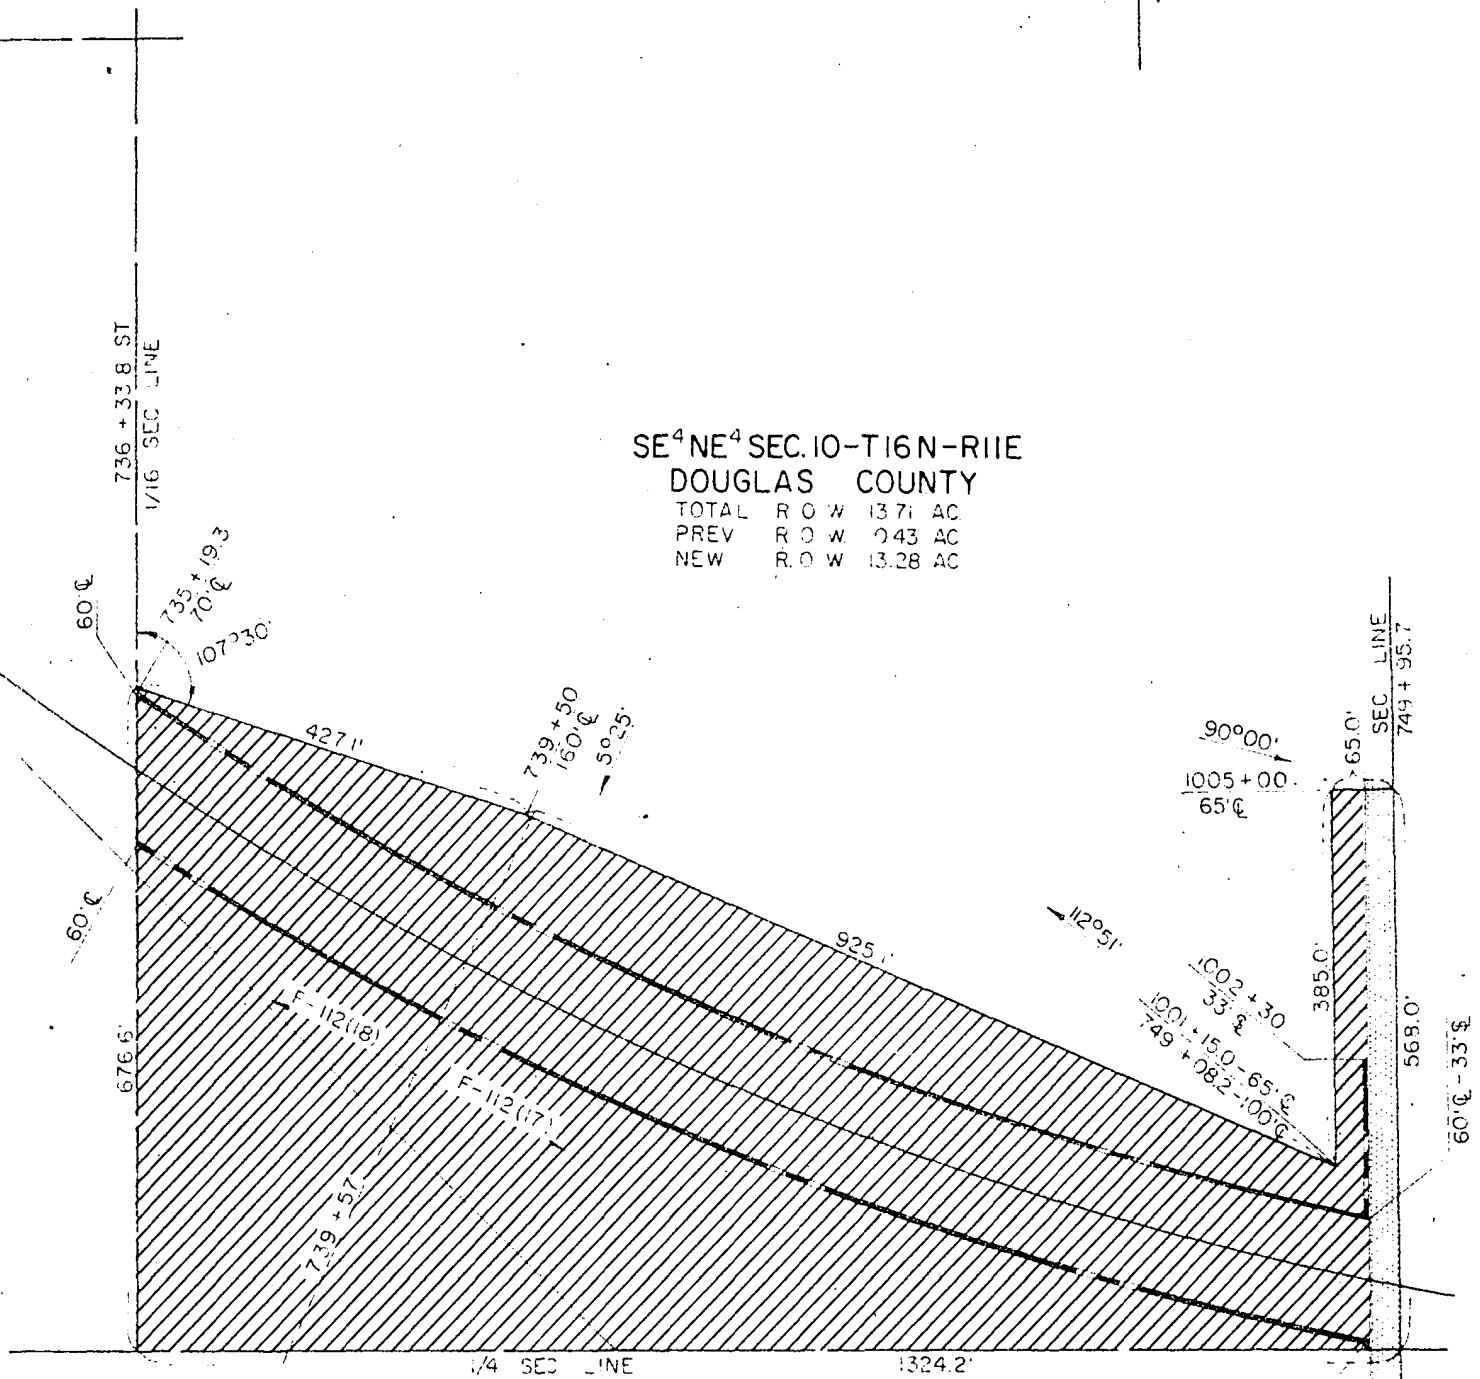 736 + 33.8 ST
1/16 SEC LINE
SE⁴ NE⁴ SEC. 10-T16N-R11E
DOUGLAS COUNTY
TOTAL R O W 13.71 AC.
PREV R O W. 0.43 AC
NEW R. O W 13.28 AC
60' ℄
735 + 19.3
70' ℄
107°30'
427.1'
739 + 50
160' ℄
5°25'
90°00'
1005 + 00
65' ℄
65.0'
SEC LINE
749 + 95.7
112°51'
925.1'
1002 + 30
33' ℄
1001 + 15.0 - 65' ℄
749 + 08.2 - 100' ℄
385.0'
568.0'
60' ℄ - 33' ℄
60' ℄
676.6'
F-112(18)
F-112(17)
739 + 57
1/4 SEC LINE
1324.2'